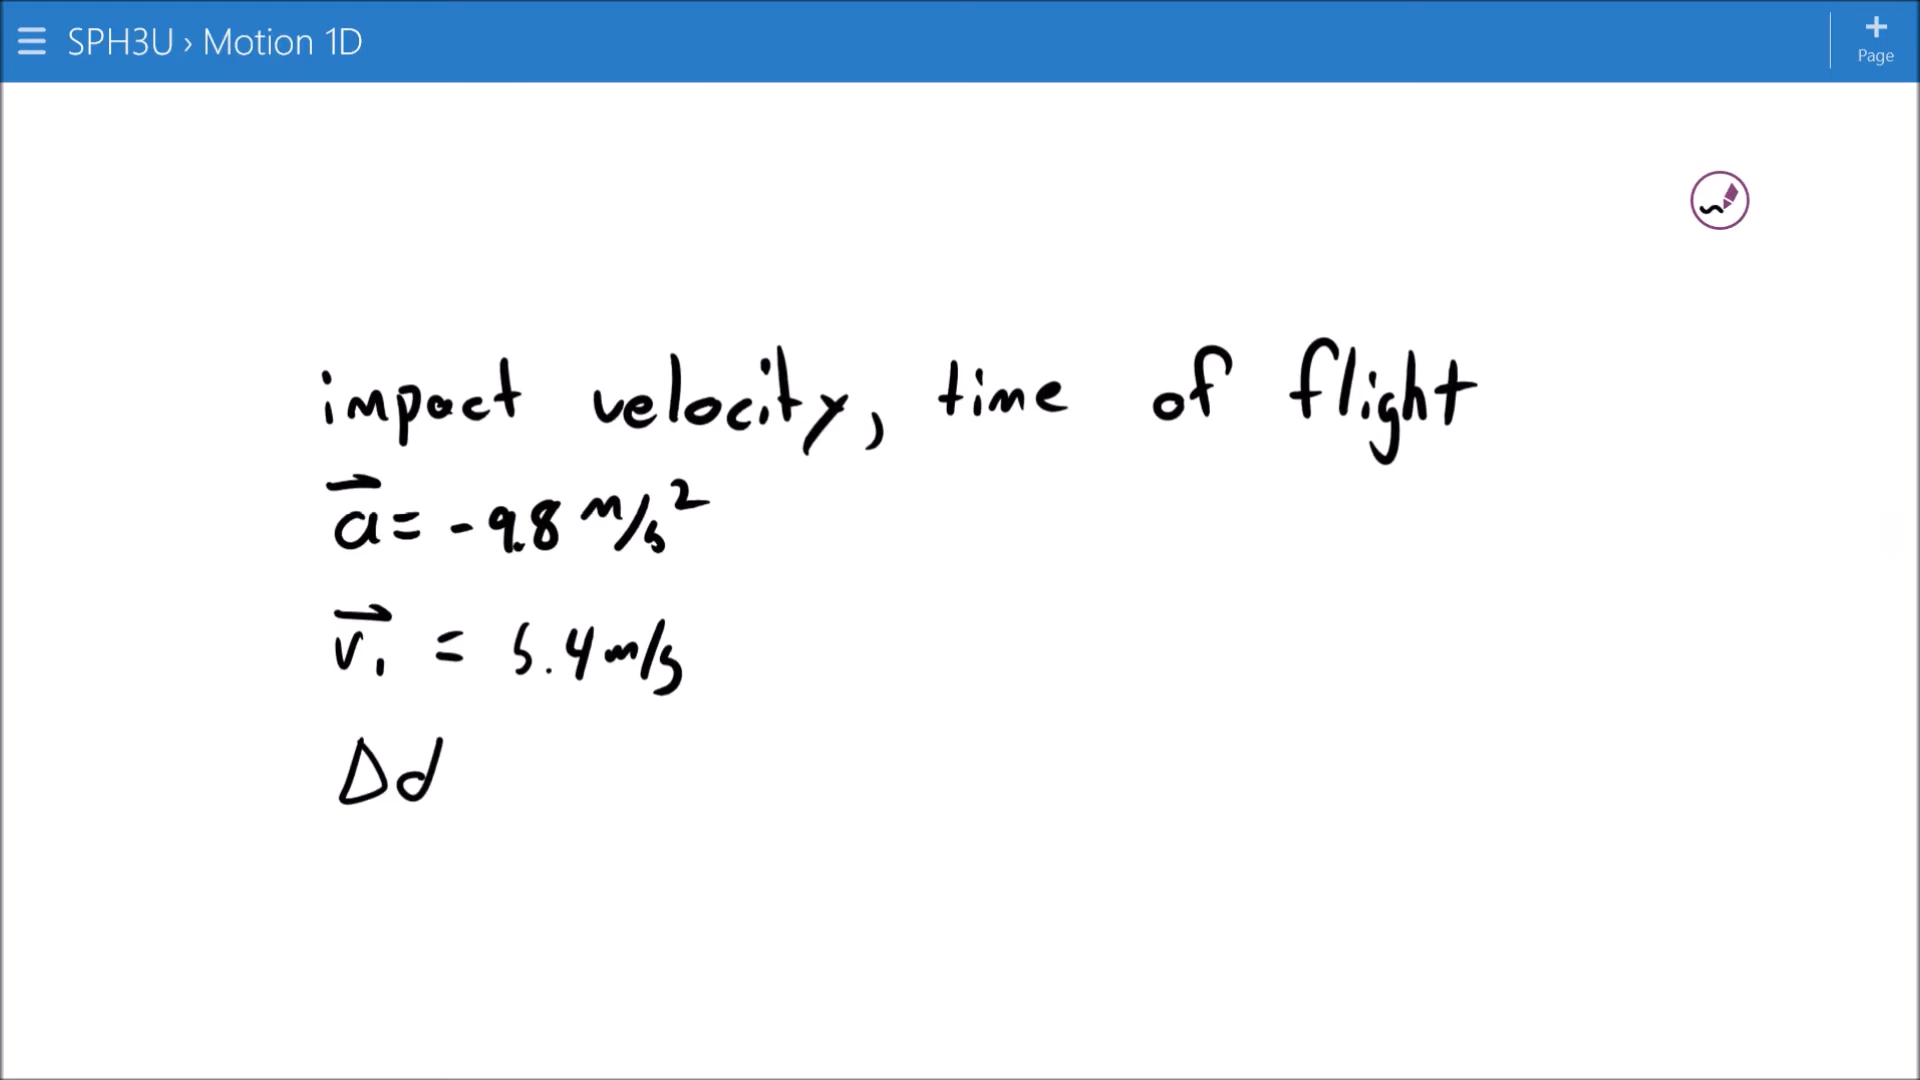 SPH3U › Motion 1D
Page
impact velocity, time of flight
a⃗ = -9.8 m/s²
v⃗₁ = 5.4 m/s
Δd